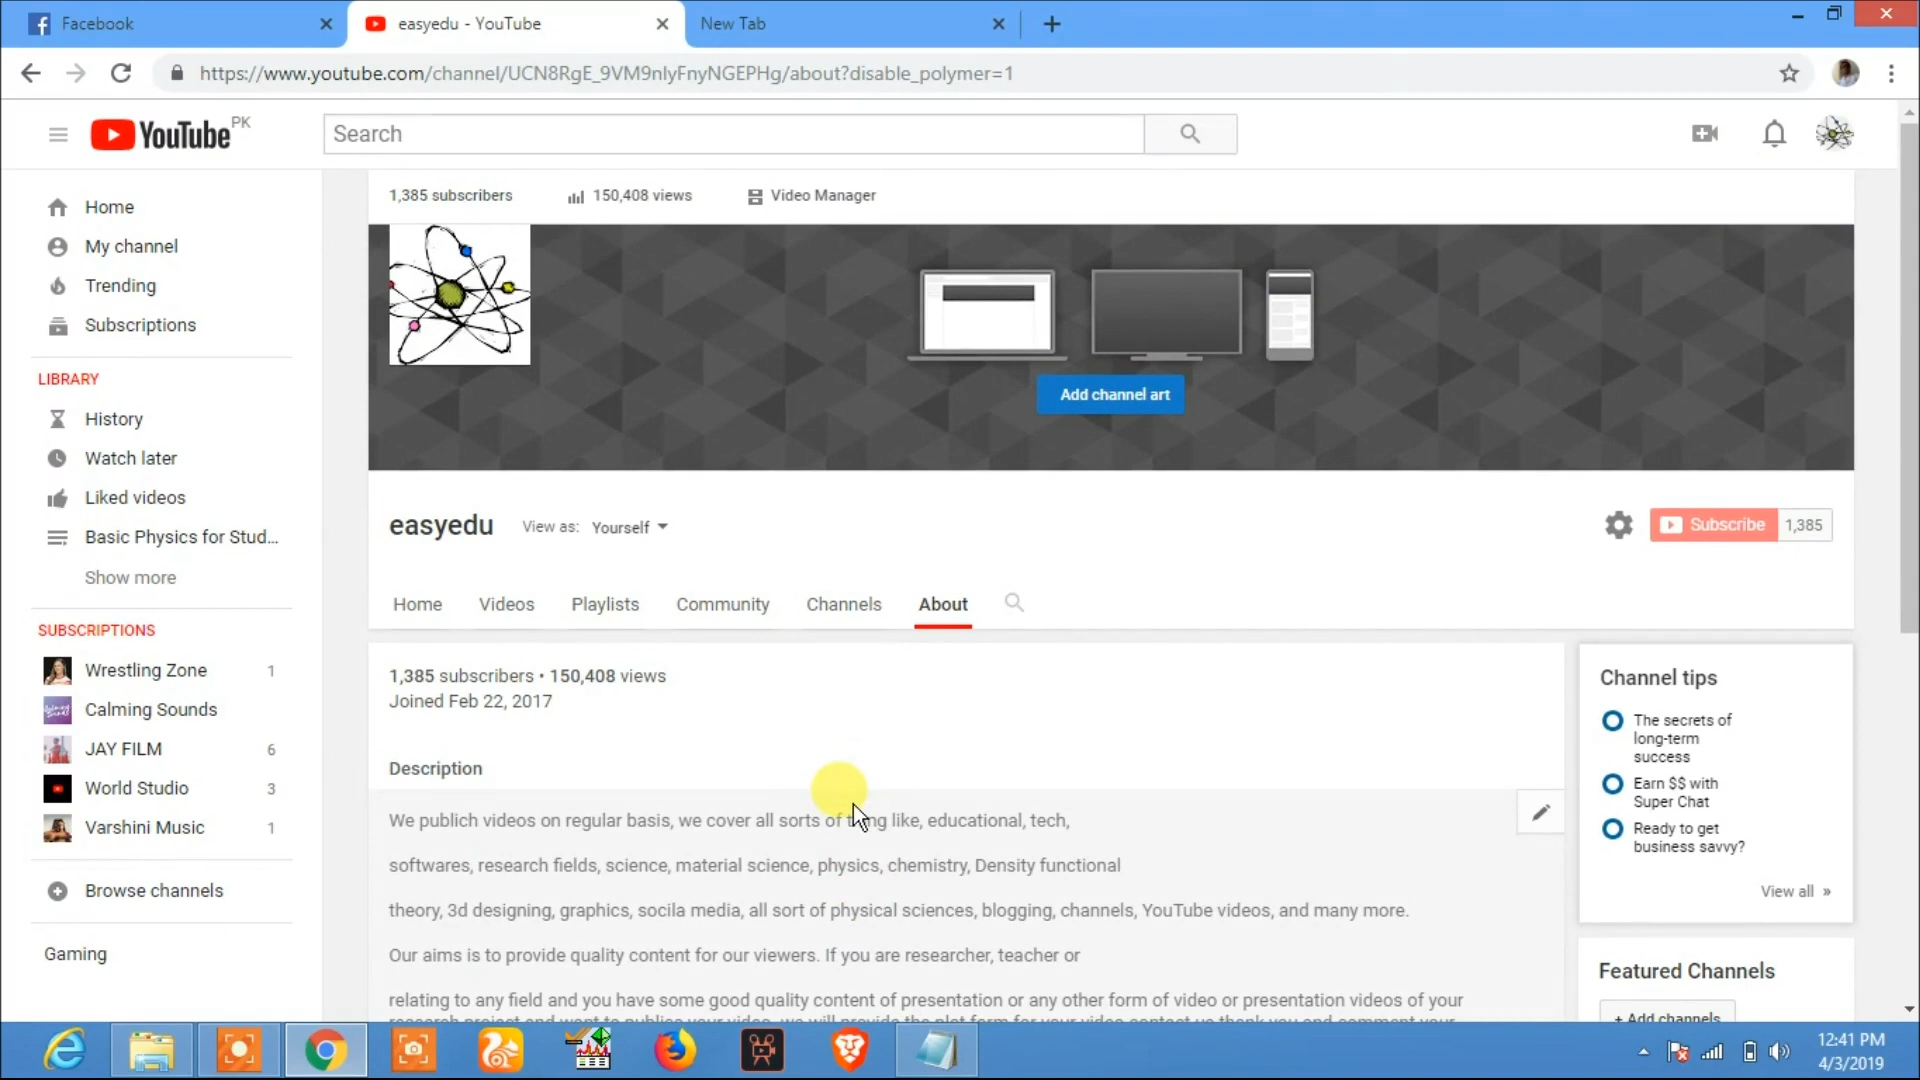 Facebook
easyedu - YouTube
New Tab
https://www.youtube.com/channel/UCN8RgE_9VM9nlyFnyNGEPHg/about?disable_polymer=1
YouTube PK
Search
Home
My channel
Trending
Subscriptions
LIBRARY
History
Watch later
Liked videos
Basic Physics for Stud...
Show more
SUBSCRIPTIONS
Wrestling Zone 1
Calming Sounds
JAY FILM 6
World Studio 3
Varshini Music 1
Browse channels
Gaming
1,385 subscribers 150,408 views Video Manager
Add channel art
easyedu View as: Yourself
Subscribe 1,385
Home Videos Playlists Community Channels About
1,385 subscribers • 150,408 views
Joined Feb 22, 2017
Description
We publich videos on regular basis, we cover all sorts of like, educational, tech,
softwares, research fields, science, material science, physics, chemistry, Density functional
theory, 3d designing, graphics, socila media, all sort of physical sciences, blogging, channels, YouTube videos, and many more.
Our aims is to provide quality content for our viewers. If you are researcher, teacher or
relating to any field and you have some good quality content of presentation or any other form of video or presentation videos of your
Channel tips
The secrets of
long-term
success
Earn $$ with
Super Chat
Ready to get
business savvy?
View all »
Featured Channels
+ Add channels
12:41 PM
4/3/2019